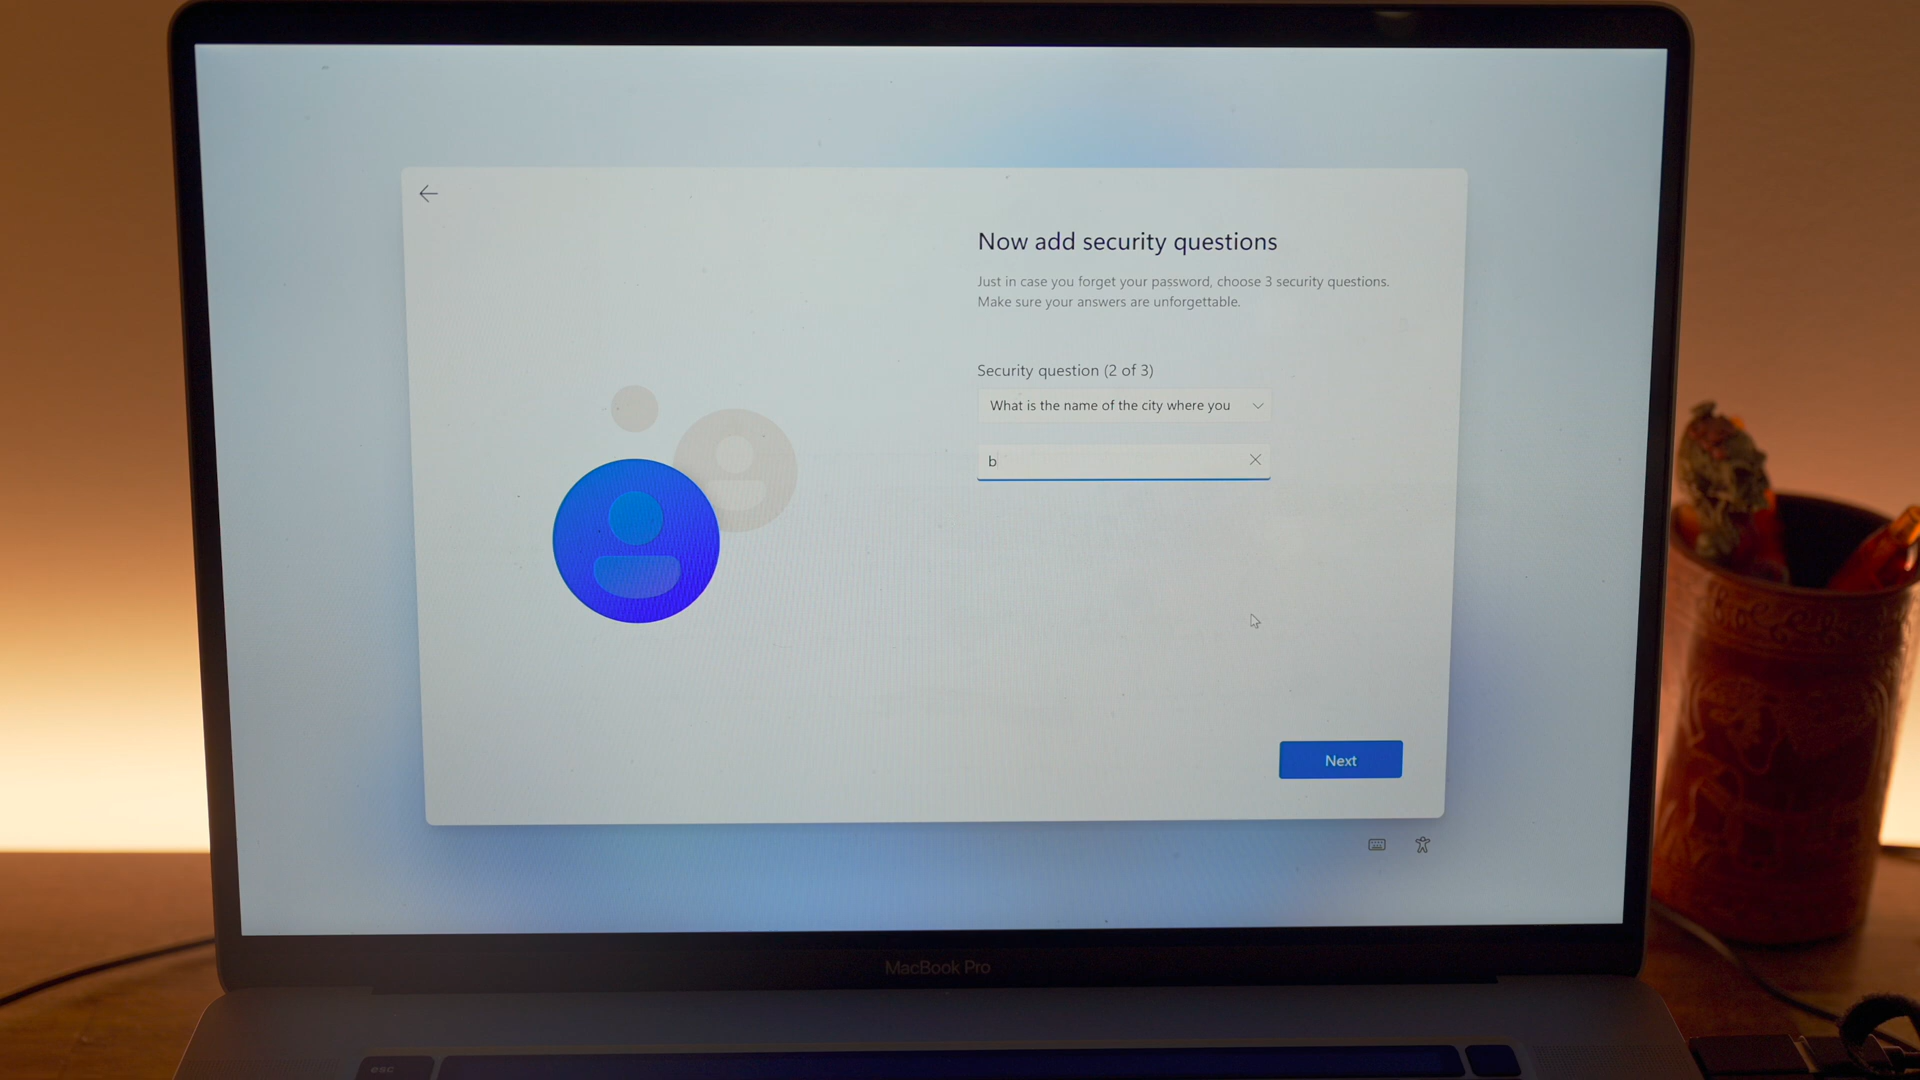 Now add security questions
Just in case you forget your password, choose 3 security questions.
Make sure your answers are unforgettable.
Security question (2 of 3)
What is the name of the city where you
b
Next
MacBook Pro
esc